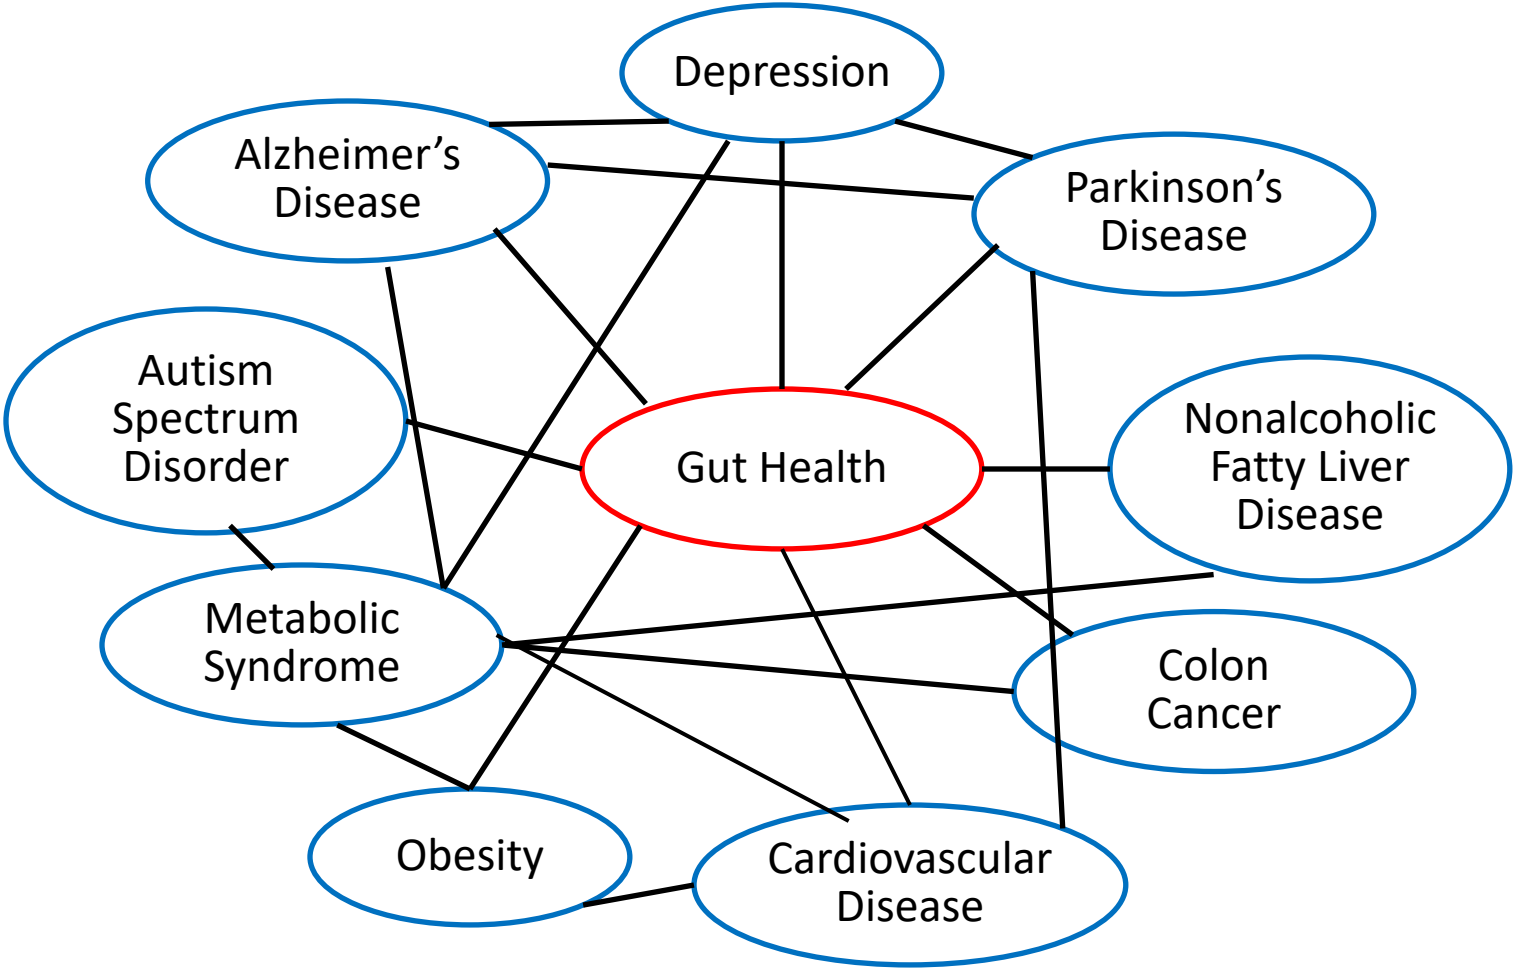 Depression
Alzheimer’s
Disease
Parkinson’s
Disease
Autism
Spectrum
Disorder
Gut Health
Nonalcoholic
Fatty Liver
Disease
Metabolic
Syndrome
Colon
Cancer
Obesity
Cardiovascular
Disease